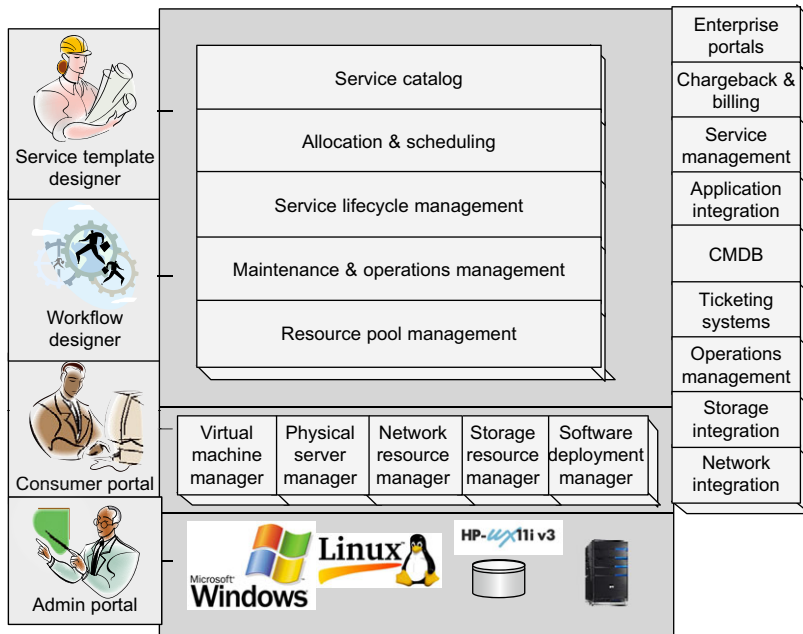 Service template
designer
Workflow
designer
Consumer portal
Admin portal
Service catalog
Allocation & scheduling
Service lifecycle management
Maintenance & operations management
Resource pool management
Virtual
machine
manager
Physical
server
manager
Network
resource
manager
Storage
resource
manager
Software
deployment
manager
Microsoft
Windows
Linux
HP-UX 11i v3
Enterprise
portals
Chargeback &
billing
Service
management
Application
integration
CMDB
Ticketing
systems
Operations
management
Storage
integration
Network
integration